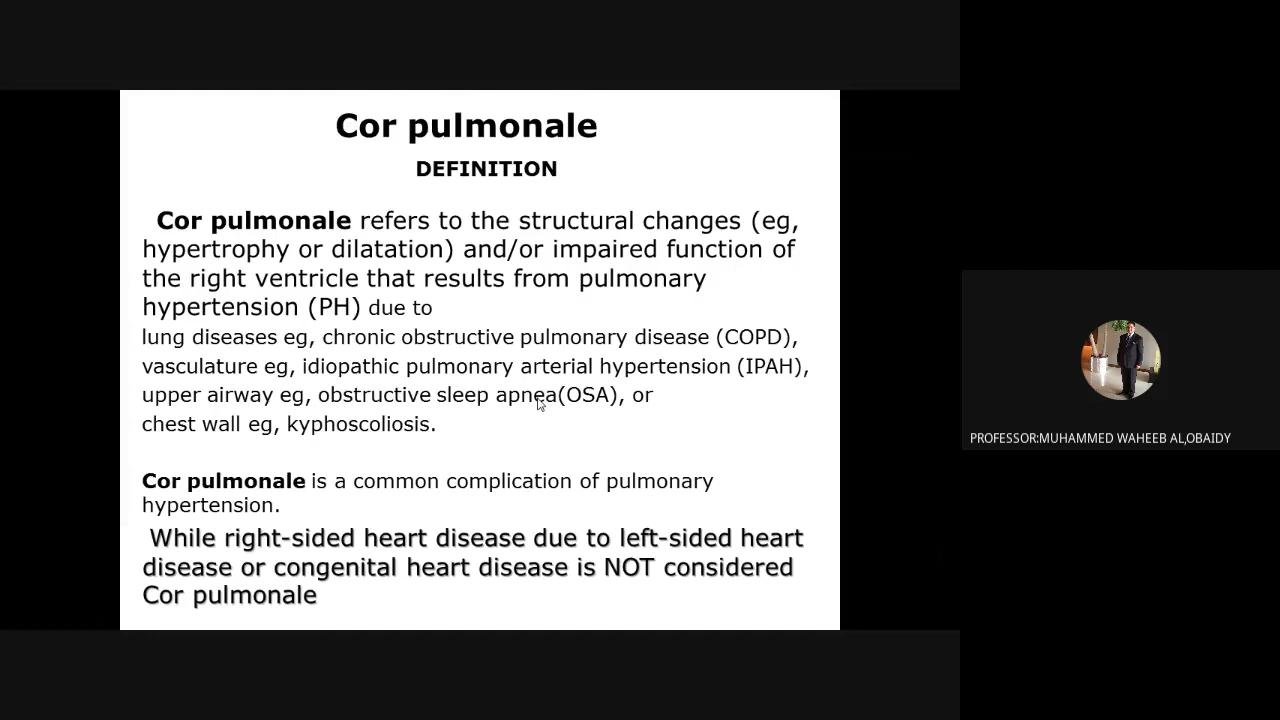 Cor pulmonale
DEFINITION
Cor pulmonale refers to the structural changes (eg,
hypertrophy or dilatation) and/or impaired function of
the right ventricle that results from pulmonary
hypertension (PH) due to
lung diseases eg, chronic obstructive pulmonary disease (COPD),
vasculature eg, idiopathic pulmonary arterial hypertension (IPAH),
upper airway eg, obstructive sleep apnea(OSA), or
chest wall eg, kyphoscoliosis.
Cor pulmonale is a common complication of pulmonary
hypertension.
While right-sided heart disease due to left-sided heart
disease or congenital heart disease is NOT considered
Cor pulmonale
PROFESSOR:MUHAMMED WAHEEB AL,OBAIDY